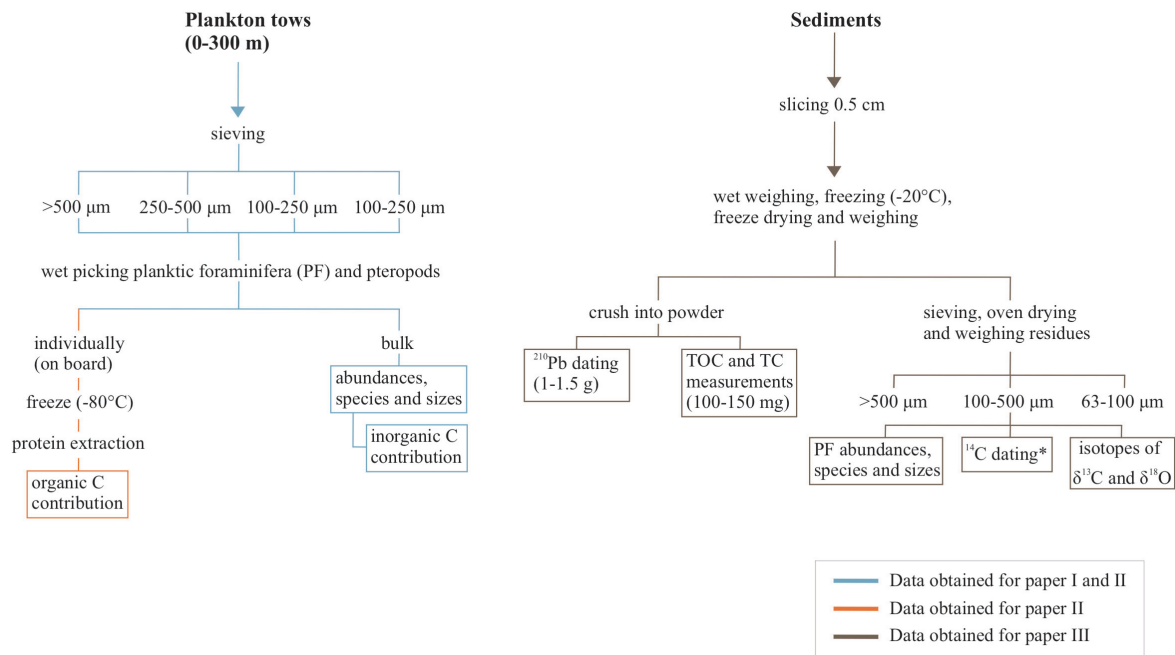 Plankton tows
(0-300 m)
sieving
>500 µm
250-500 µm
100-250 µm
100-250 µm
wet picking planktic foraminifera (PF) and pteropods
individually
(on board)
freeze (-80°C)
protein extraction
organic C
contribution
bulk
abundances,
species and sizes
inorganic C
contribution
Sediments
slicing 0.5 cm
wet weighing, freezing (-20°C),
freeze drying and weighing
crush into powder
²¹⁰Pb dating
(1-1.5 g)
TOC and TC
measurements
(100-150 mg)
sieving, oven drying
and weighing residues
>500 µm
100-500 µm
63-100 µm
PF abundances,
species and sizes
¹⁴C dating*
isotopes of
δ¹³C and δ¹⁸O
Data obtained for paper I and II
Data obtained for paper II
Data obtained for paper III